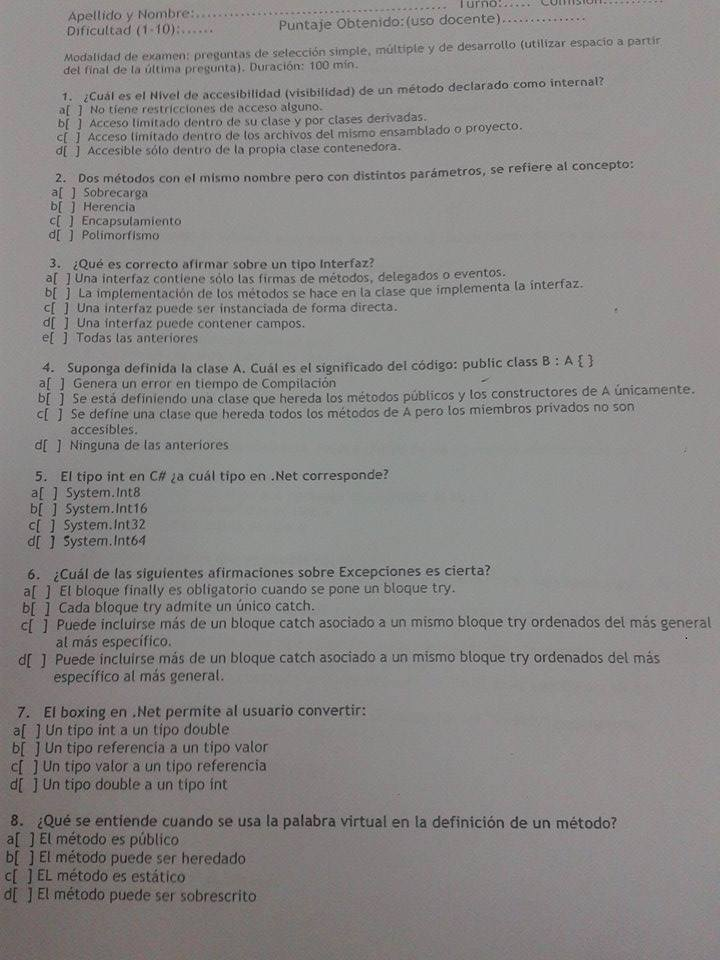 Turno:..... Comisión.....
Apellido y Nombre:.....................................................
Dificultad (1-10):...... Puntaje Obtenido:(uso docente)...............
Modalidad de examen: preguntas de selección simple, múltiple y de desarrollo (utilizar espacio a partir
del final de la última pregunta). Duración: 100 min.
1. ¿Cuál es el Nivel de accesibilidad (visibilidad) de un método declarado como internal?
a[ ] No tiene restricciones de acceso alguno.
b[ ] Acceso limitado dentro de su clase y por clases derivadas.
c[ ] Acceso limitado dentro de los archivos del mismo ensamblado o proyecto.
d[ ] Accesible sólo dentro de la propia clase contenedora.
2. Dos métodos con el mismo nombre pero con distintos parámetros, se refiere al concepto:
a[ ] Sobrecarga
b[ ] Herencia
c[ ] Encapsulamiento
d[ ] Polimorfismo
3. ¿Qué es correcto afirmar sobre un tipo Interfaz?
a[ ] Una interfaz contiene sólo las firmas de métodos, delegados o eventos.
b[ ] La implementación de los métodos se hace en la clase que implementa la interfaz.
c[ ] Una interfaz puede ser instanciada de forma directa.
d[ ] Una interfaz puede contener campos.
e[ ] Todas las anteriores
4. Suponga definida la clase A. Cuál es el significado del código: public class B : A { }
a[ ] Genera un error en tiempo de Compilación
b[ ] Se está definiendo una clase que hereda los métodos públicos y los constructores de A únicamente.
c[ ] Se define una clase que hereda todos los métodos de A pero los miembros privados no son
accesibles.
d[ ] Ninguna de las anteriores
5. El tipo int en C# ¿a cuál tipo en .Net corresponde?
a[ ] System.Int8
b[ ] System.Int16
c[ ] System.Int32
d[ ] System.Int64
6. ¿Cuál de las siguientes afirmaciones sobre Excepciones es cierta?
a[ ] El bloque finally es obligatorio cuando se pone un bloque try.
b[ ] Cada bloque try admite un único catch.
c[ ] Puede incluirse más de un bloque catch asociado a un mismo bloque try ordenados del más general
al más específico.
d[ ] Puede incluirse más de un bloque catch asociado a un mismo bloque try ordenados del más
específico al más general.
7. El boxing en .Net permite al usuario convertir:
a[ ] Un tipo int a un tipo double
b[ ] Un tipo referencia a un tipo valor
c[ ] Un tipo valor a un tipo referencia
d[ ] Un tipo double a un tipo int
8. ¿Qué se entiende cuando se usa la palabra virtual en la definición de un método?
a[ ] El método es público
b[ ] El método puede ser heredado
c[ ] EL método es estático
d[ ] El método puede ser sobrescrito